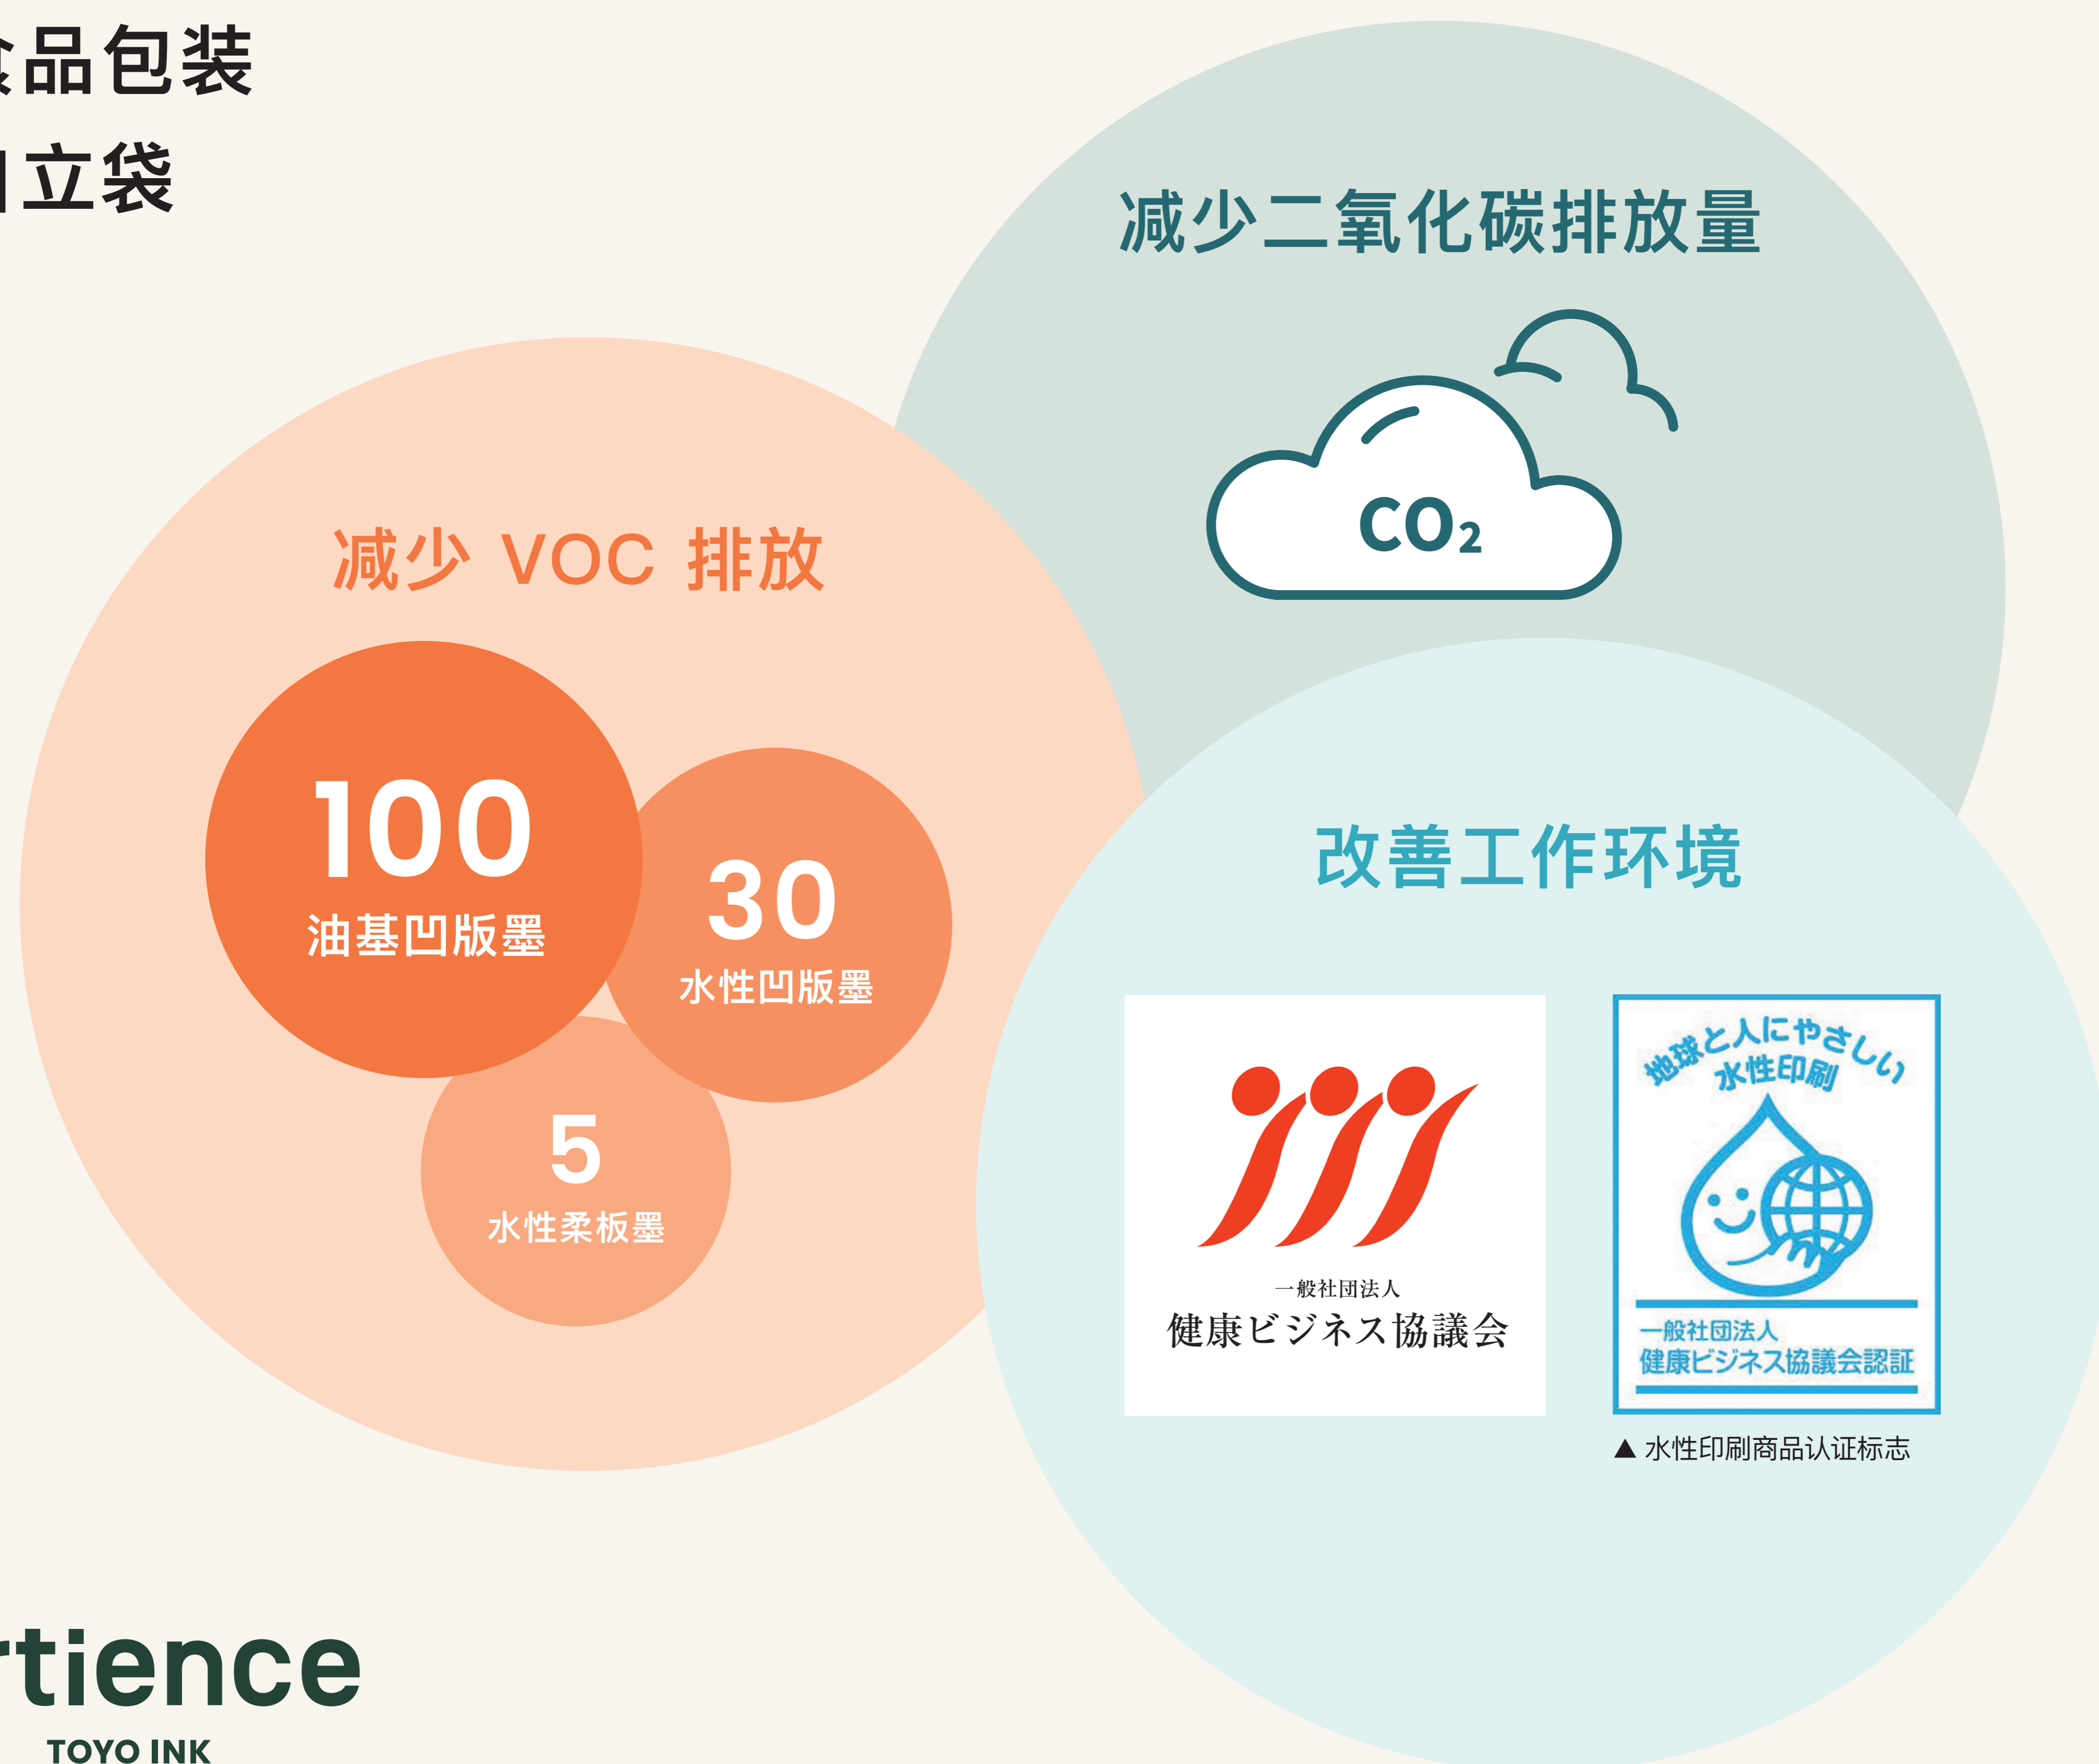 食品包装
自立袋
减少二氧化碳排放量
CO₂
减少 VOC 排放
100
油基凹版墨
30
水性凹版墨
5
水性柔板墨
改善工作环境
一般社団法人
健康ビジネス協議会
地球と人にやさしい
水性印刷
一般社団法人
健康ビジネス協議会認証
▲ 水性印刷商品认证标志
rtience
TOYO INK